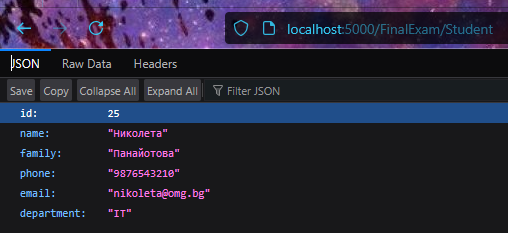 localhost:5000/FinalExam/Student
JSON Raw Data Headers
Save Copy Collapse All Expand All Filter JSON
id: 25
name: "Николета"
family: "Панайотова"
phone: "9876543210"
email: "nikoleta@omg.bg"
department: "IT"